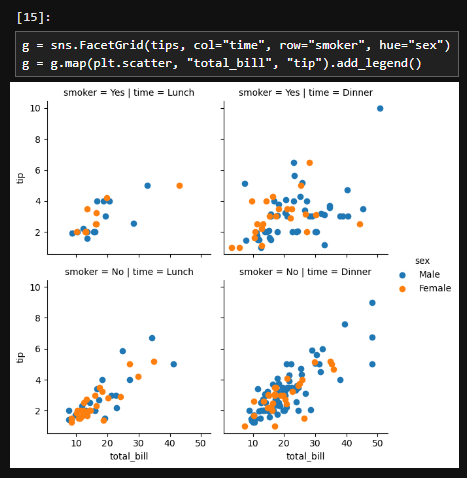 [15]:
g = sns.FacetGrid(tips, col="time", row="smoker", hue="sex")
g = g.map(plt.scatter, "total_bill", "tip").add_legend()
smoker = Yes | time = Lunch
smoker = Yes | time = Dinner
10
8
6
4
2
tip
smoker = No | time = Lunch
smoker = No | time = Dinner
sex
Male
Female
10
8
6
4
2
tip
10 20 30 40 50
10 20 30 40 50
total_bill
total_bill